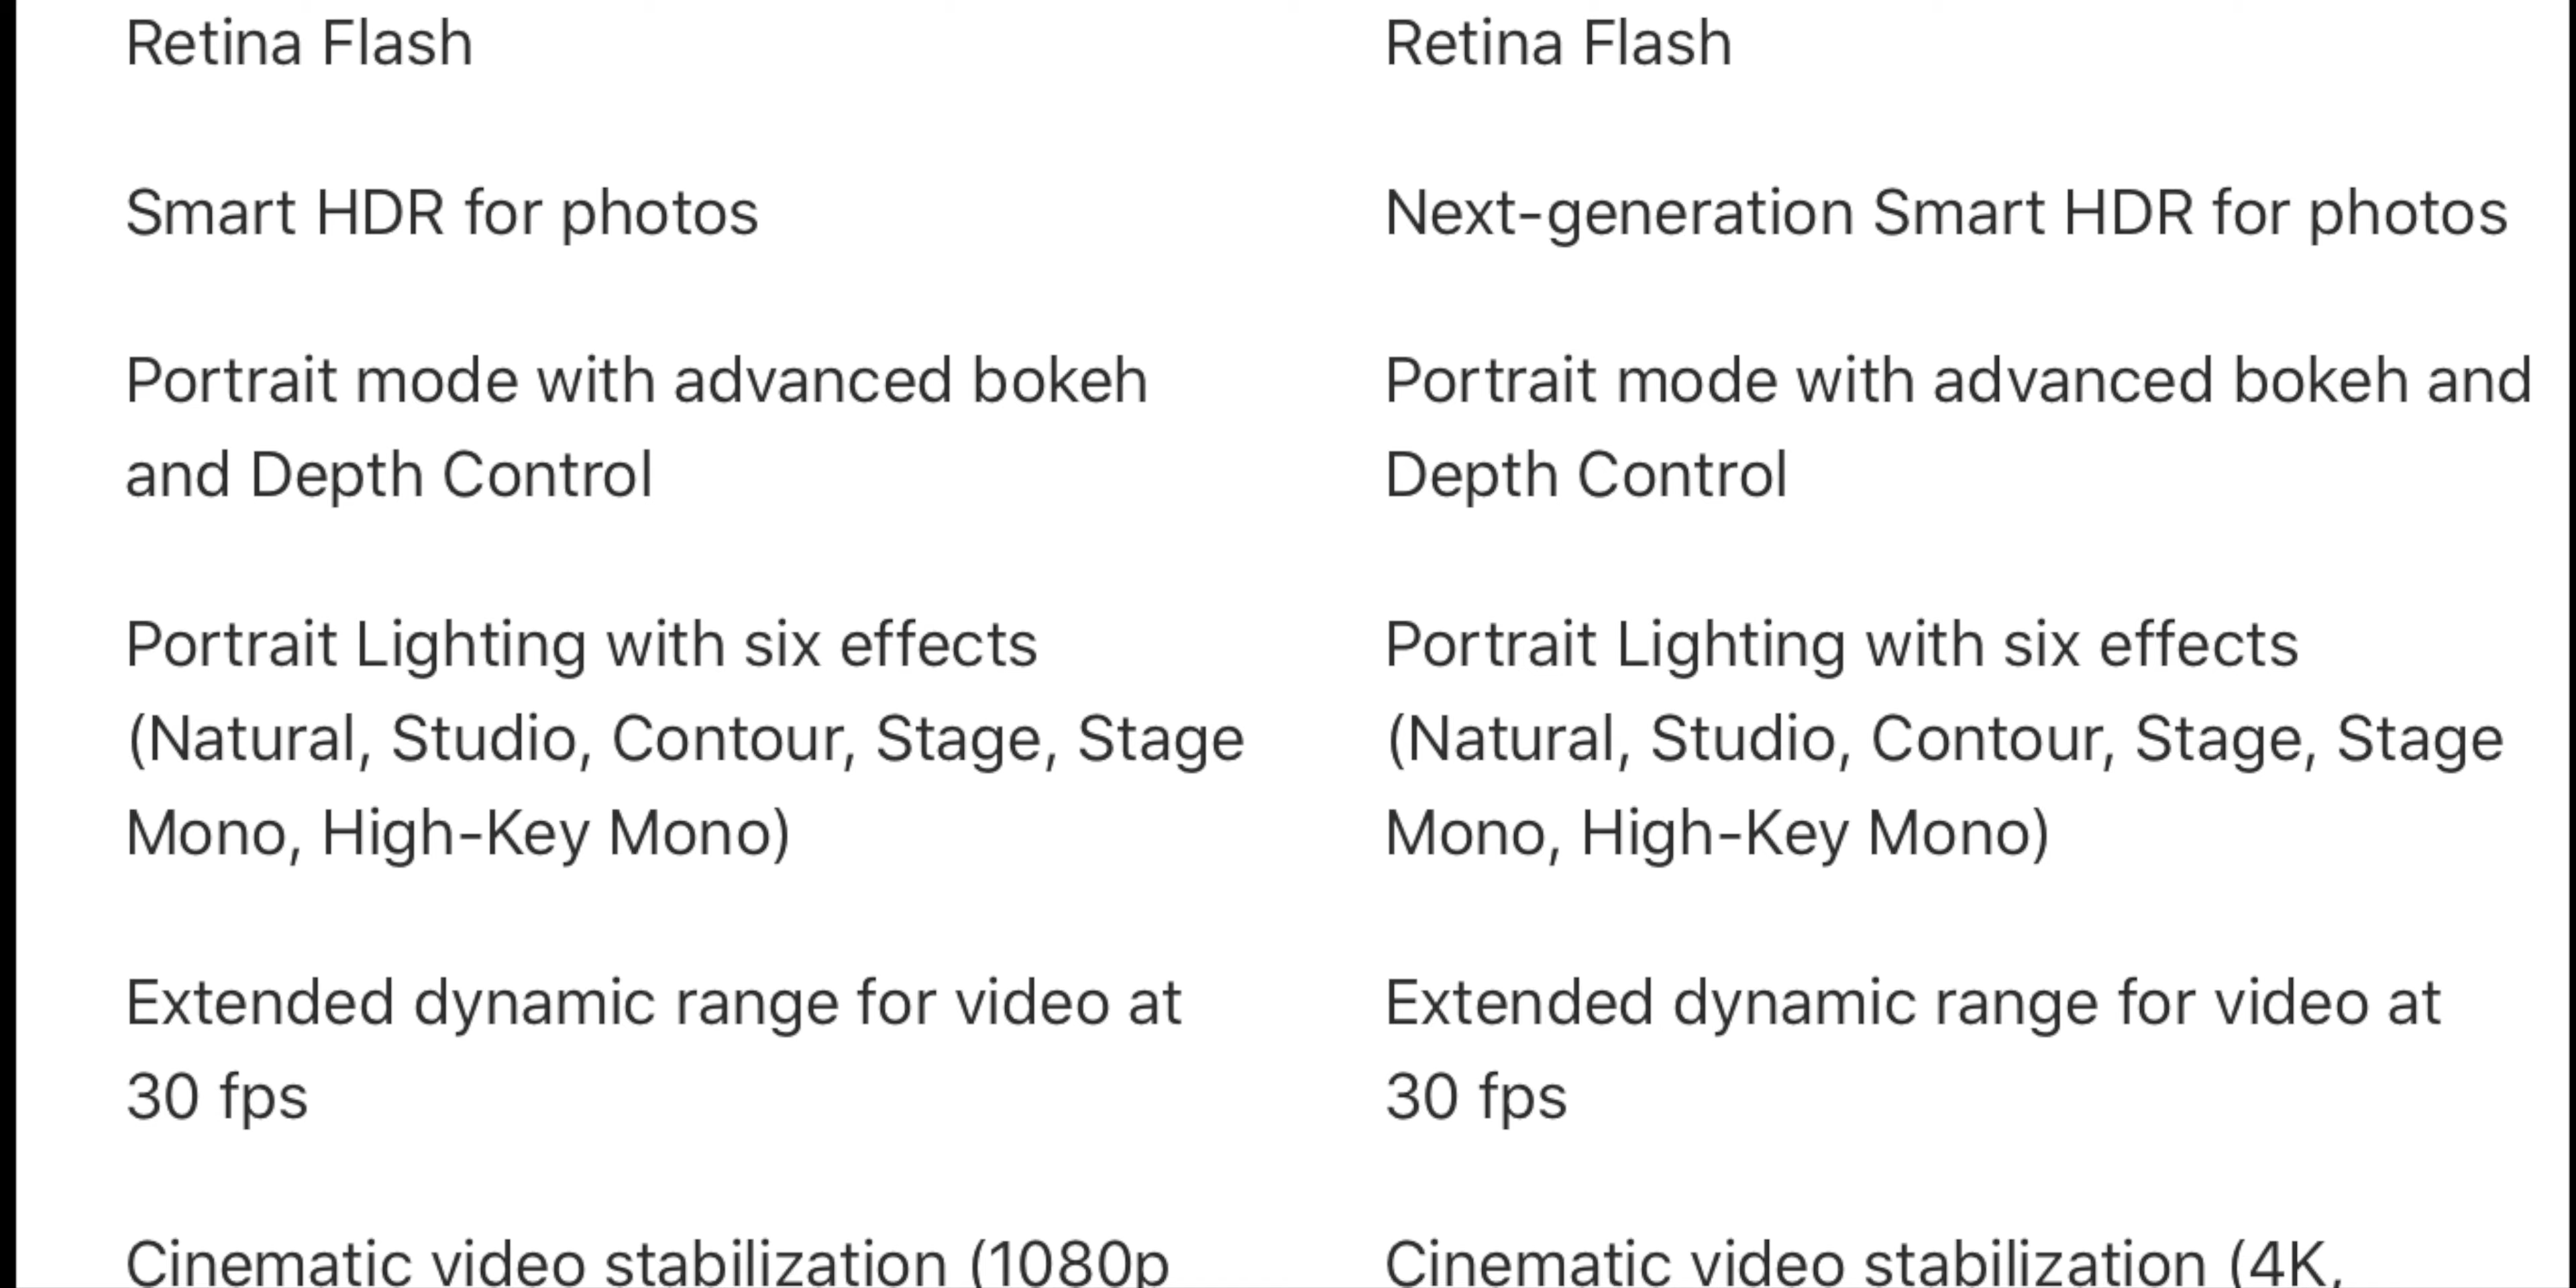 Retina Flash
Smart HDR for photos
Portrait mode with advanced bokeh
and Depth Control
Portrait Lighting with six effects
(Natural, Studio, Contour, Stage, Stage
Mono, High-Key Mono)
Extended dynamic range for video at
30 fps
Cinematic video stabilization (1080p
Retina Flash
Next-generation Smart HDR for photos
Portrait mode with advanced bokeh and
Depth Control
Portrait Lighting with six effects
(Natural, Studio, Contour, Stage, Stage
Mono, High-Key Mono)
Extended dynamic range for video at
30 fps
Cinematic video stabilization (4K,